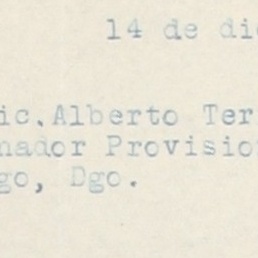 14 de dic
ic.Alberto Ter
nador Provisio
go, Dgo.